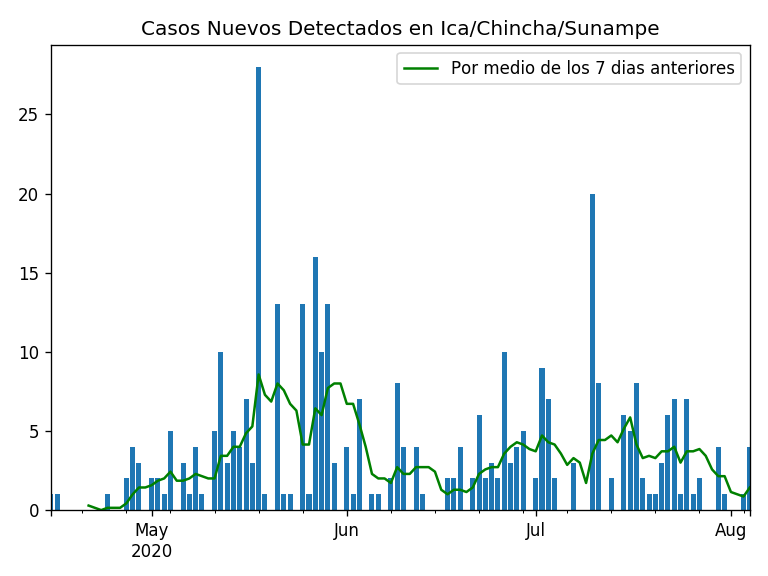 Casos Nuevos Detectados en Ica/Chincha/Sunampe
Por medio de los 7 dias anteriores
25
20
15
10
5
0
May Jun Jul Aug
2020